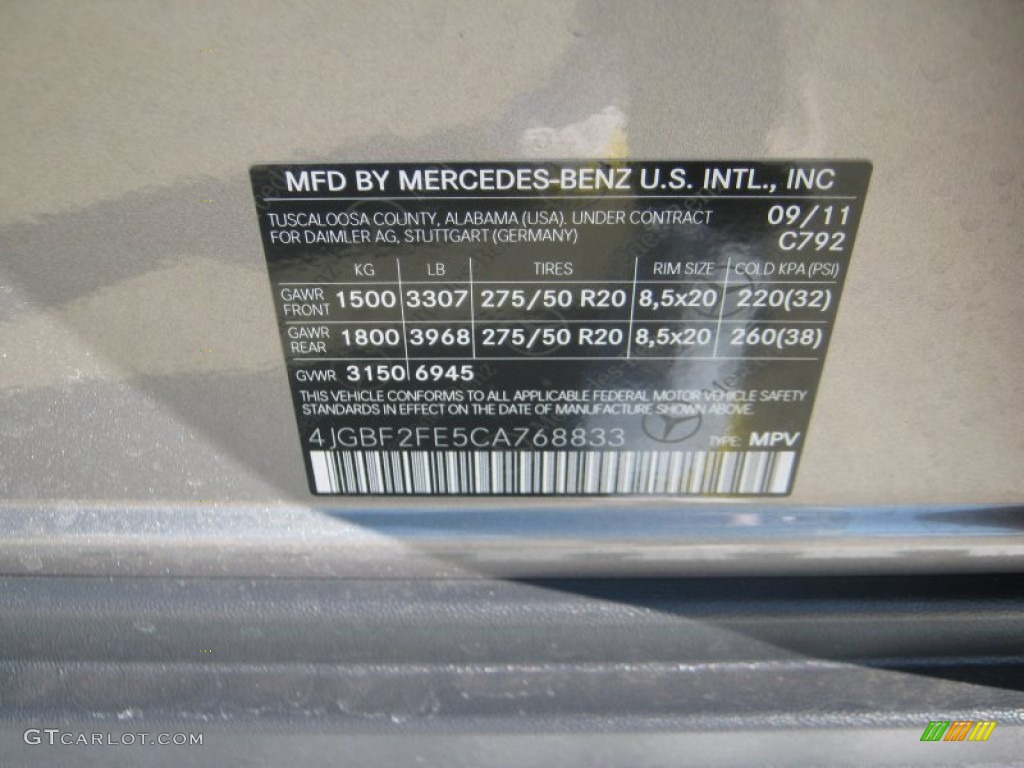 MFD BY MERCEDES-BENZ U.S. INTL., INC
TUSCALOOSA COUNTY, ALABAMA (USA). UNDER CONTRACT 09/11
FOR DAIMLER AG, STUTTGART (GERMANY) C792
KG LB TIRES RIM SIZE COLD KPA (PSI)
GAWR FRONT 1500 3307 275/50 R20 8,5x20 220(32)
GAWR REAR 1800 3968 275/50 R20 8,5x20 260(38)
GVWR 3150 6945
THIS VEHICLE CONFORMS TO ALL APPLICABLE FEDERAL MOTOR VEHICLE SAFETY
STANDARDS IN EFFECT ON THE DATE OF MANUFACTURE SHOWN ABOVE.
4JGBF2FE5CA768833 TYPE: MPV
GTCARLOT.COM